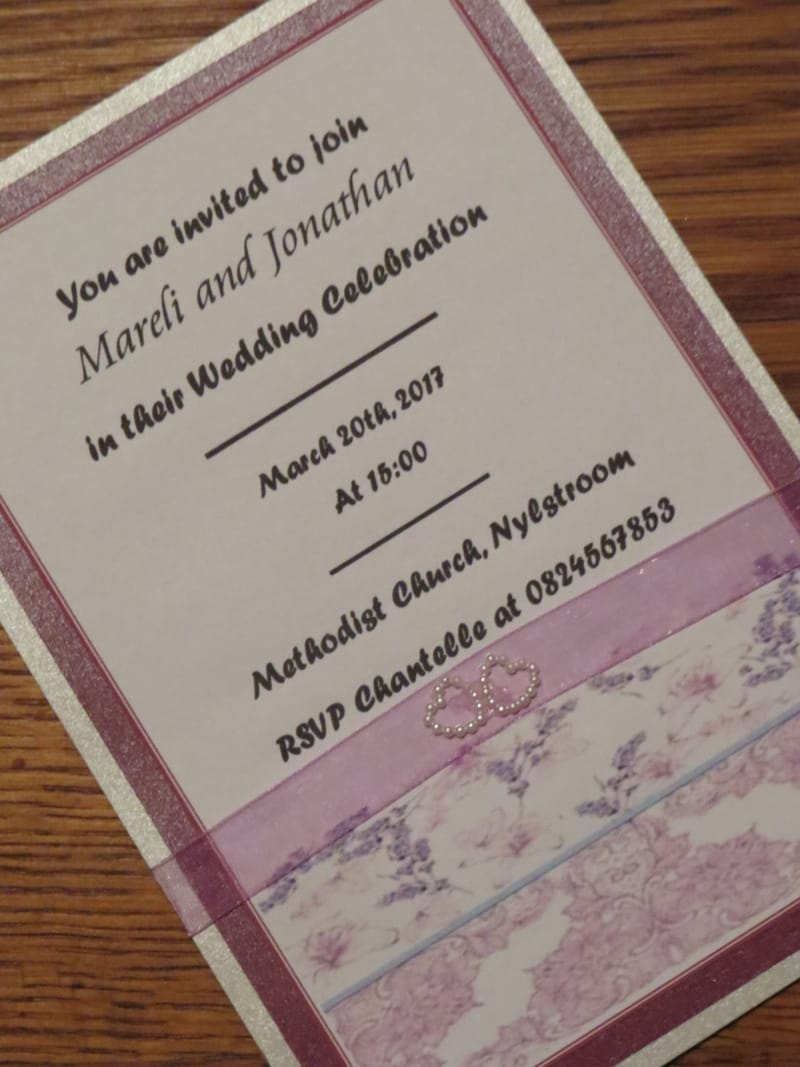 You are invited to join
Mareli and Jonathan
in their Wedding Celebration
March 20th, 2017
At 15:00
Methodist Church, Nylstroom
RSVP Chantelle at 0824567853